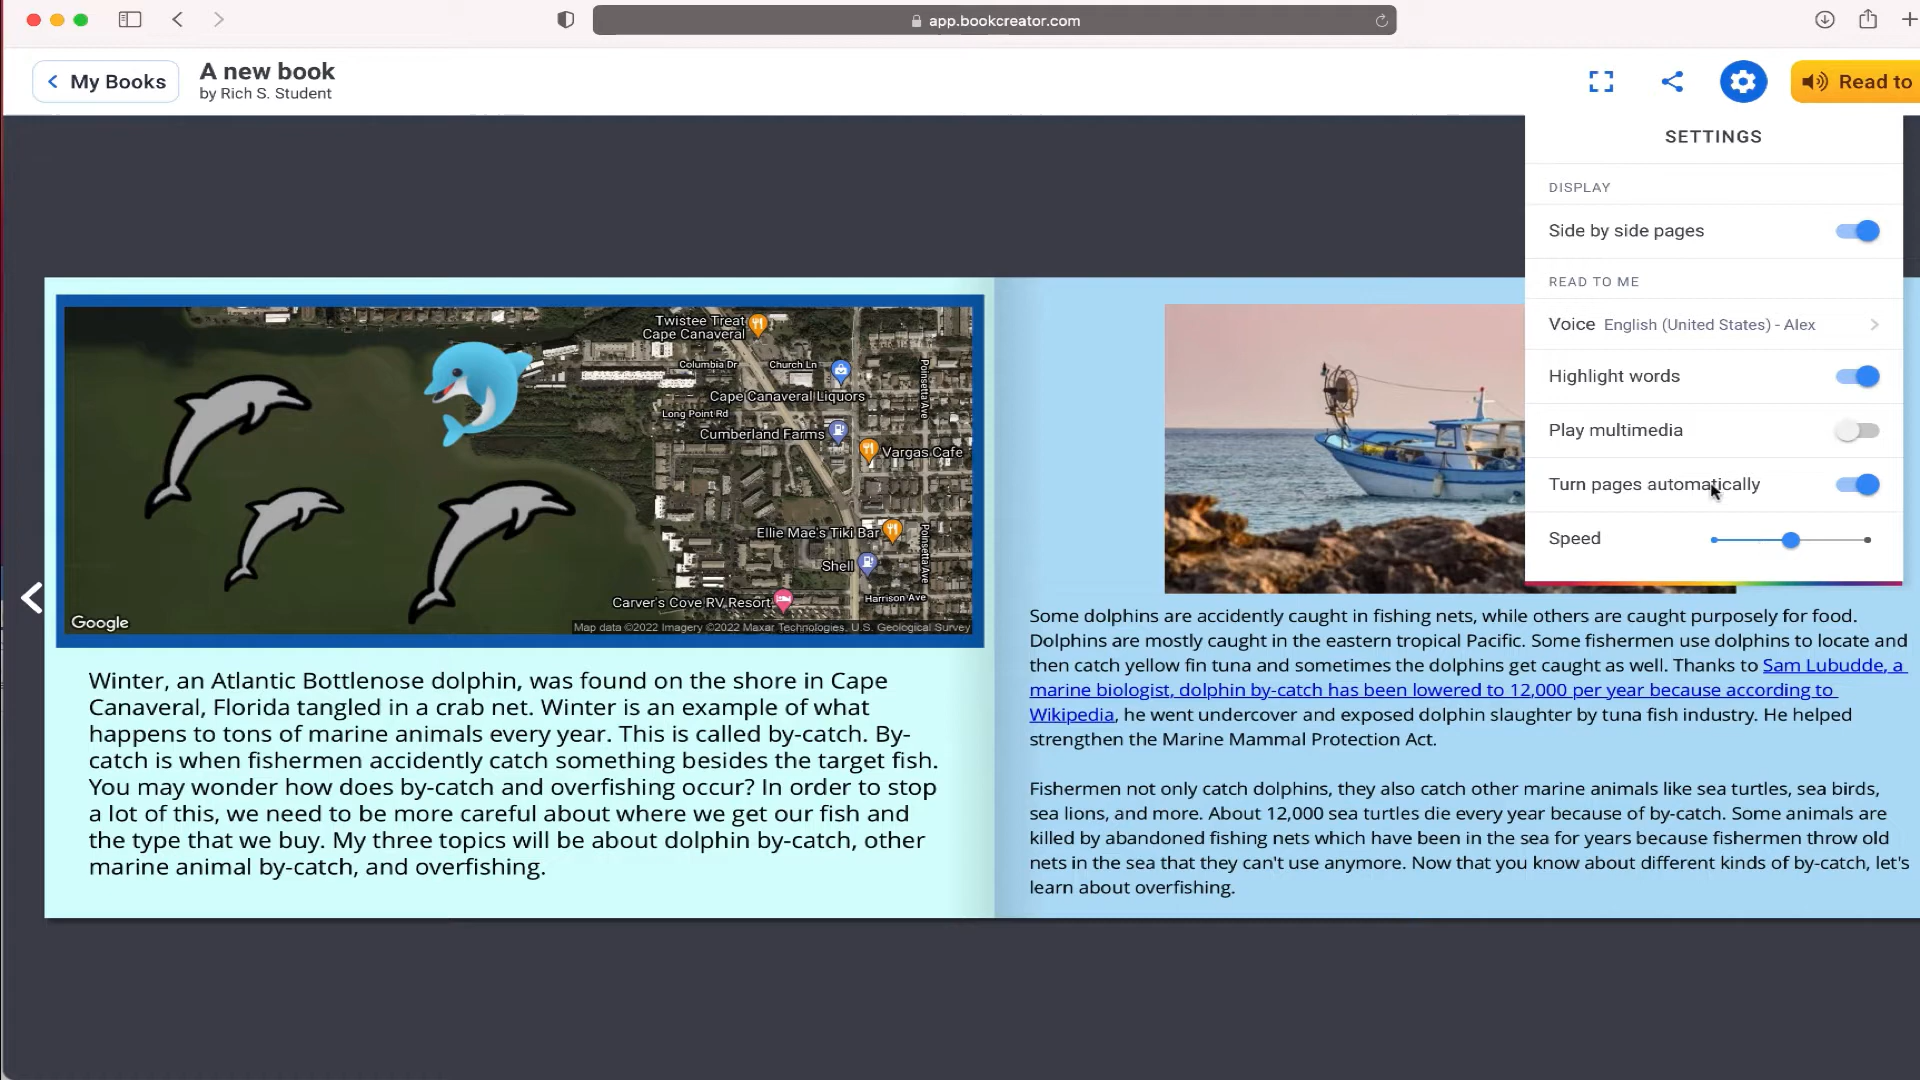 app.bookcreator.com
My Books
A new book
by Rich S. Student
Read to
SETTINGS
DISPLAY
Side by side pages
READ TO ME
Voice English (United States) - Alex
Highlight words
Play multimedia
Turn pages automatically
Speed
Twistee Treat
Cape Canaveral
Columbia Dr
Church Ln
Poinsetta Ave
Cape Canaveral Liquors
Long Point Rd
Cumberland Farms
Vargas Cafe
Ellie Mae's Tiki Bar
Poinsetta Ave
Shell
Harrison Ave
Carver's Cove RV Resort
Google
Map data ©2022 Imagery ©2022 Maxar Technologies, U.S. Geological Survey
Winter, an Atlantic Bottlenose dolphin, was found on the shore in Cape
Canaveral, Florida tangled in a crab net. Winter is an example of what
happens to tons of marine animals every year. This is called by-catch. By-
catch is when fishermen accidently catch something besides the target fish.
You may wonder how does by-catch and overfishing occur? In order to stop
a lot of this, we need to be more careful about where we get our fish and
the type that we buy. My three topics will be about dolphin by-catch, other
marine animal by-catch, and overfishing.
Some dolphins are accidently caught in fishing nets, while others are caught purposely for food.
Dolphins are mostly caught in the eastern tropical Pacific. Some fishermen use dolphins to locate and
then catch yellow fin tuna and sometimes the dolphins get caught as well. Thanks to Sam Lubudde, a
marine biologist, dolphin by-catch has been lowered to 12,000 per year because according to
Wikipedia, he went undercover and exposed dolphin slaughter by tuna fish industry. He helped
strengthen the Marine Mammal Protection Act.
Fishermen not only catch dolphins, they also catch other marine animals like sea turtles, sea birds,
sea lions, and more. About 12,000 sea turtles die every year because of by-catch. Some animals are
killed by abandoned fishing nets which have been in the sea for years because fishermen throw old
nets in the sea that they can't use anymore. Now that you know about different kinds of by-catch, let's
learn about overfishing.